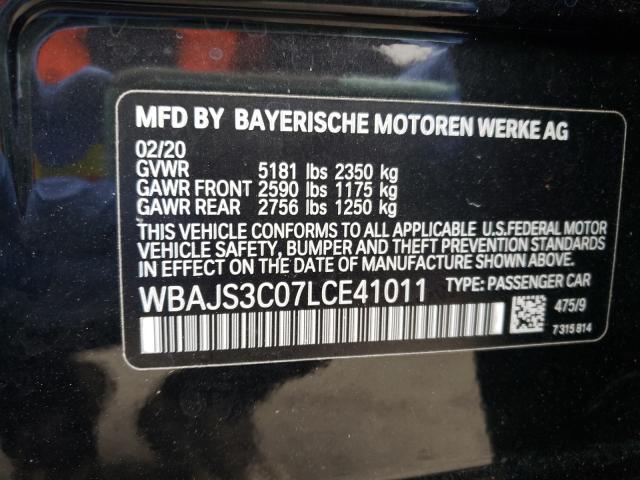 MFD BY BAYERISCHE MOTOREN WERKE AG
02/20
GVWR 5181 lbs 2350 kg
GAWR FRONT 2590 lbs 1175 kg
GAWR REAR 2756 lbs 1250 kg
THIS VEHICLE CONFORMS TO ALL APPLICABLE U.S.FEDERAL MOTOR
VEHICLE SAFETY, BUMPER AND THEFT PREVENTION STANDARDS
IN EFFECT ON THE DATE OF MANUFACTURE SHOWN ABOVE.
WBAJS3C07LCE41011 TYPE: PASSENGER CAR
475/9
7315814